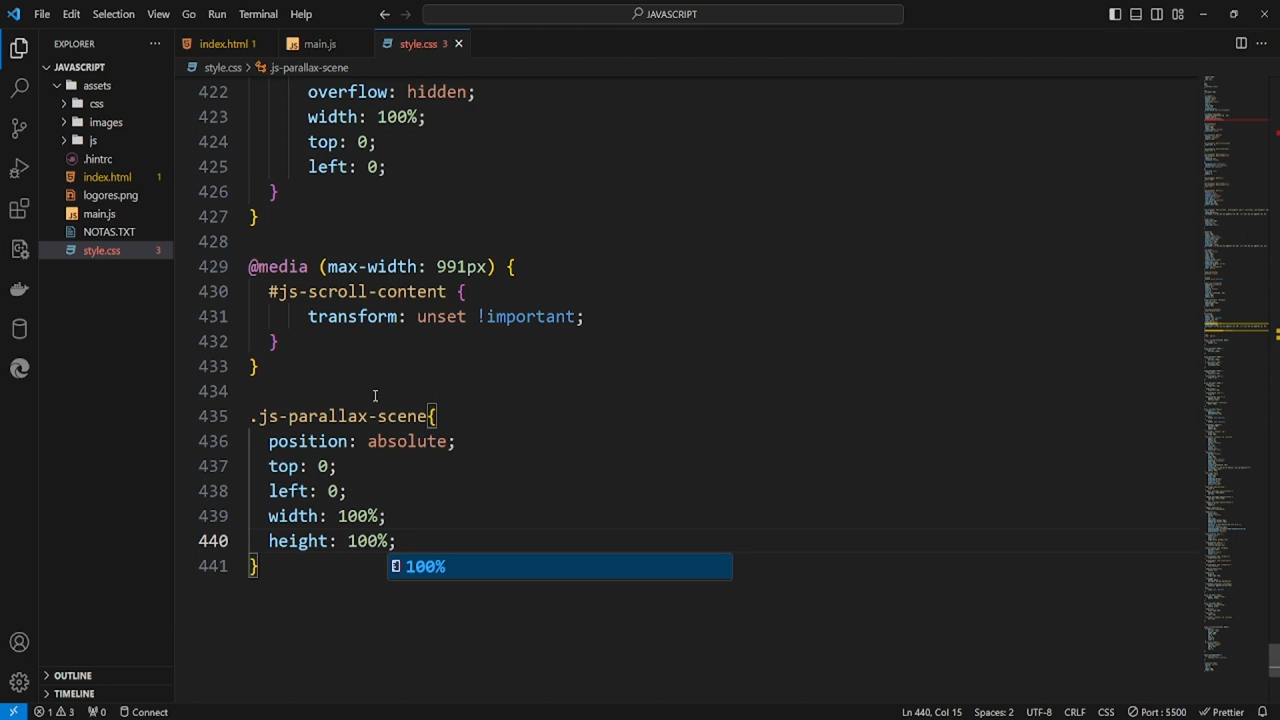 File Edit Selection View Go Run Terminal Help JAVASCRIPT
EXPLORER
JAVASCRIPT
assets
css
images
js
.hintrc
index.html 1
logores.png
main.js
NOTAS.TXT
style.css 3
OUTLINE
TIMELINE
index.html 1 main.js style.css 3
style.css > .js-parallax-scene
422 overflow: hidden;
423 width: 100%;
424 top: 0;
425 left: 0;
426 }
427 }
428
429 @media (max-width: 991px) {
430 #js-scroll-content {
431 transform: unset !important;
432 }
433 }
434
435 .js-parallax-scene{
436 position: absolute;
437 top: 0;
438 left: 0;
439 width: 100%;
440 height: 100%;
441 }
100%
1 3 0 Connect Ln 440, Col 15 Spaces: 2 UTF-8 CRLF CSS Port : 5500 Prettier